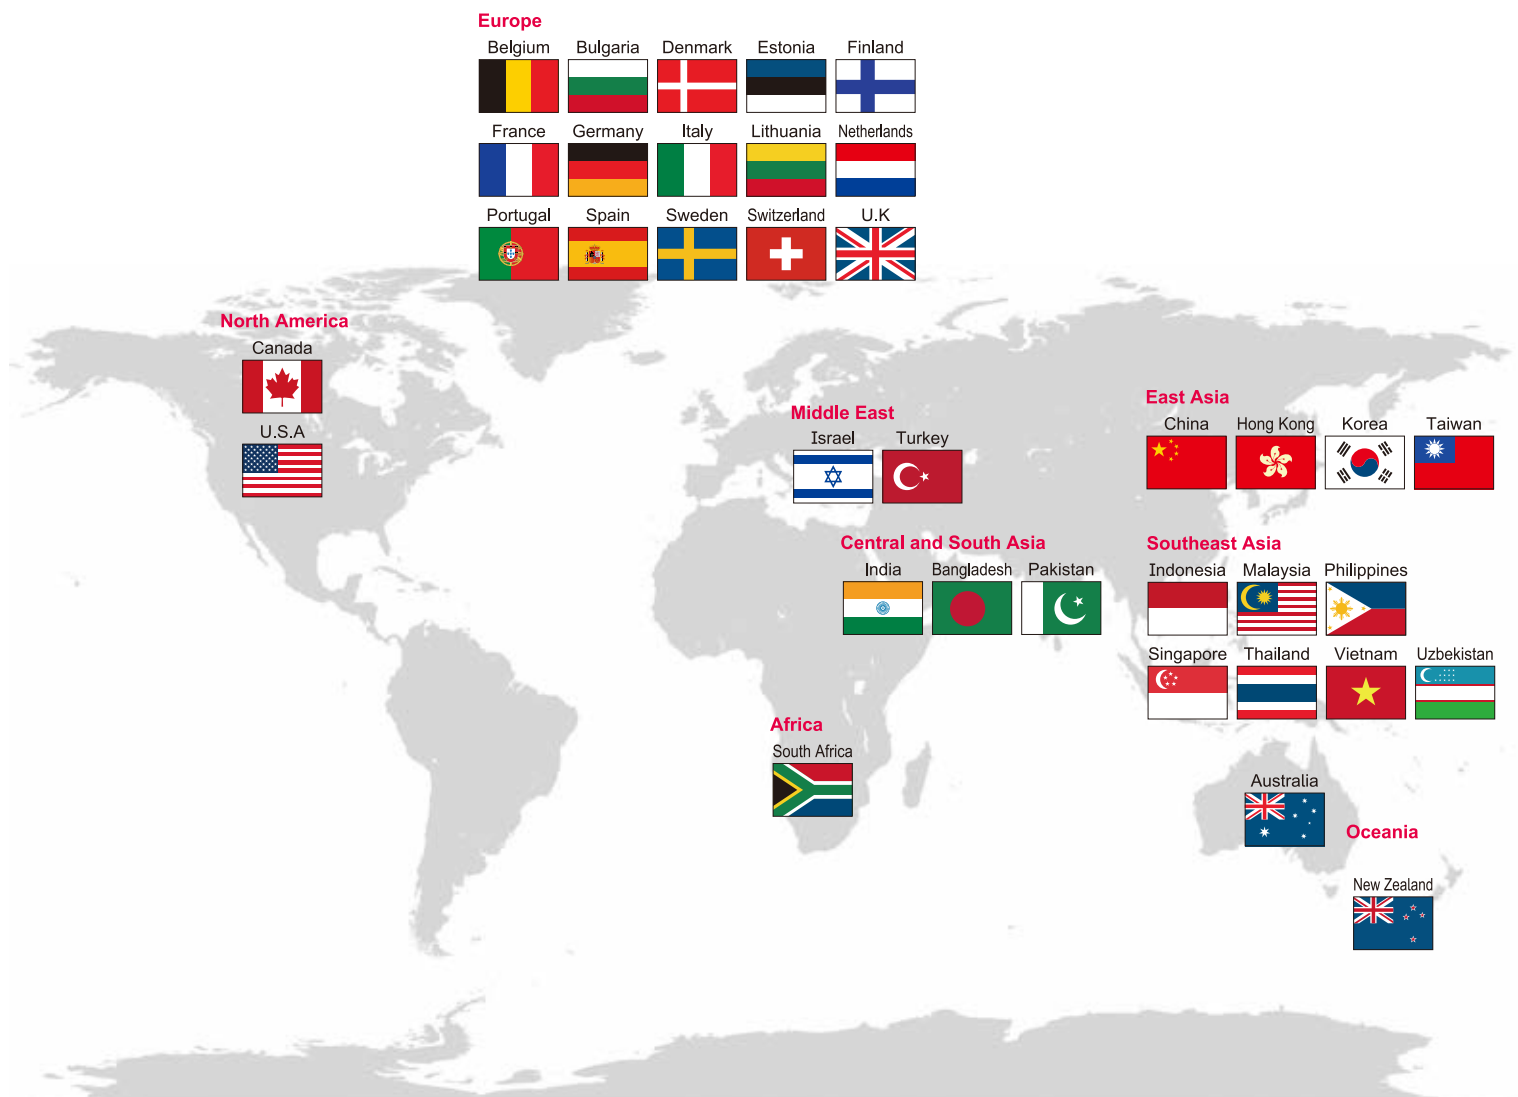 Europe
Belgium Bulgaria Denmark Estonia Finland
France Germany Italy Lithuania Netherlands
Portugal Spain Sweden Switzerland U.K
North America
Canada
U.S.A
Middle East
Israel Turkey
East Asia
China Hong Kong Korea Taiwan
Central and South Asia
India Bangladesh Pakistan
Southeast Asia
Indonesia Malaysia Philippines
Singapore Thailand Vietnam Uzbekistan
Africa
South Africa
Australia
Oceania
New Zealand